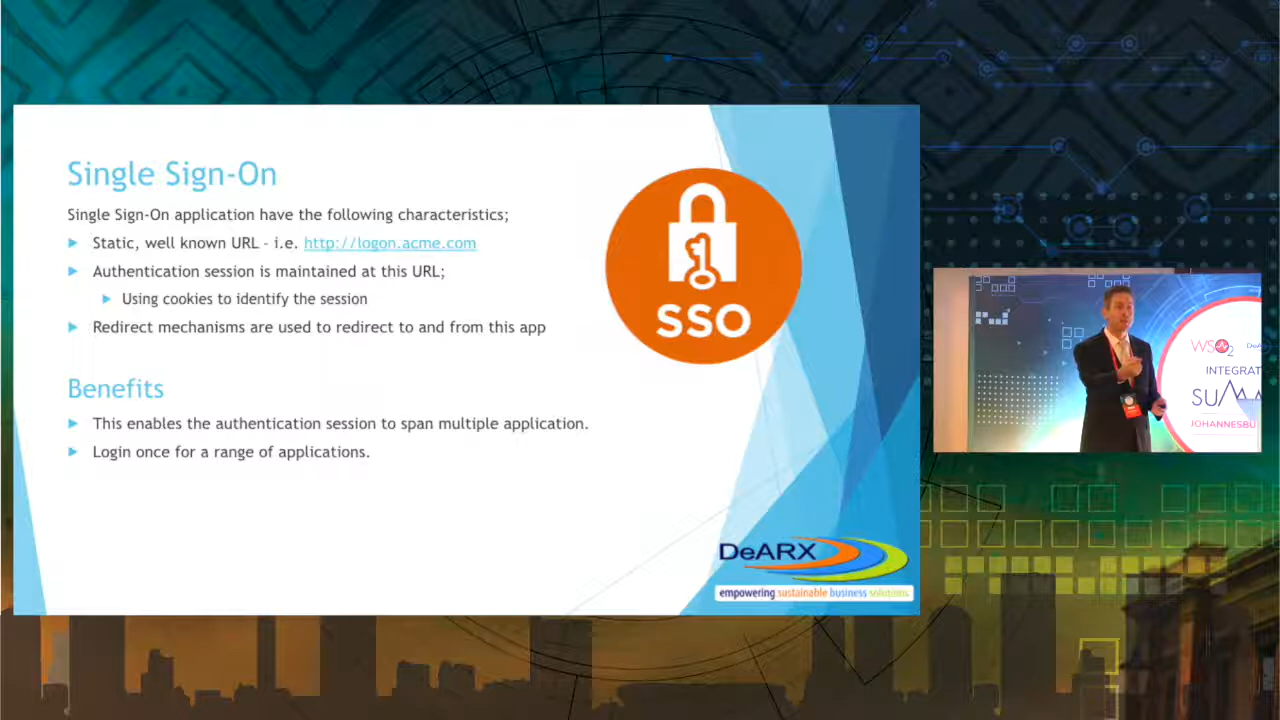 Single Sign-On
Single Sign-On application have the following characteristics;
Static, well known URL - i.e. http://logon.acme.com
Authentication session is maintained at this URL;
Using cookies to identify the session
Redirect mechanisms are used to redirect to and from this app
SSO
Benefits
This enables the authentication session to span multiple application.
Login once for a range of applications.
DeARX
empowering sustainable business solutions
WSO2
INTEGRAT
SUMM
JOHANNESBU